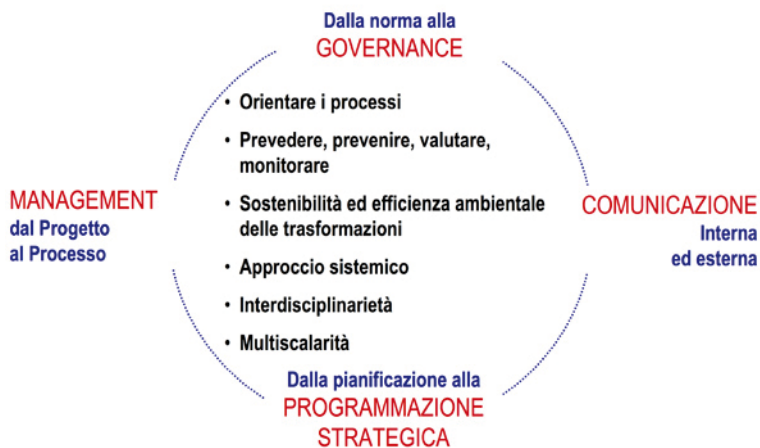 Dalla norma alla
GOVERNANCE
• Orientare i processi
• Prevedere, prevenire, valutare,
monitorare
MANAGEMENT
dal Progetto
al Processo
• Sostenibilità ed efficienza ambientale
delle trasformazioni
COMUNICAZIONE
Interna
ed esterna
• Approccio sistemico
• Interdisciplinarietà
• Multiscalarità
Dalla pianificazione alla
PROGRAMMAZIONE
STRATEGICA